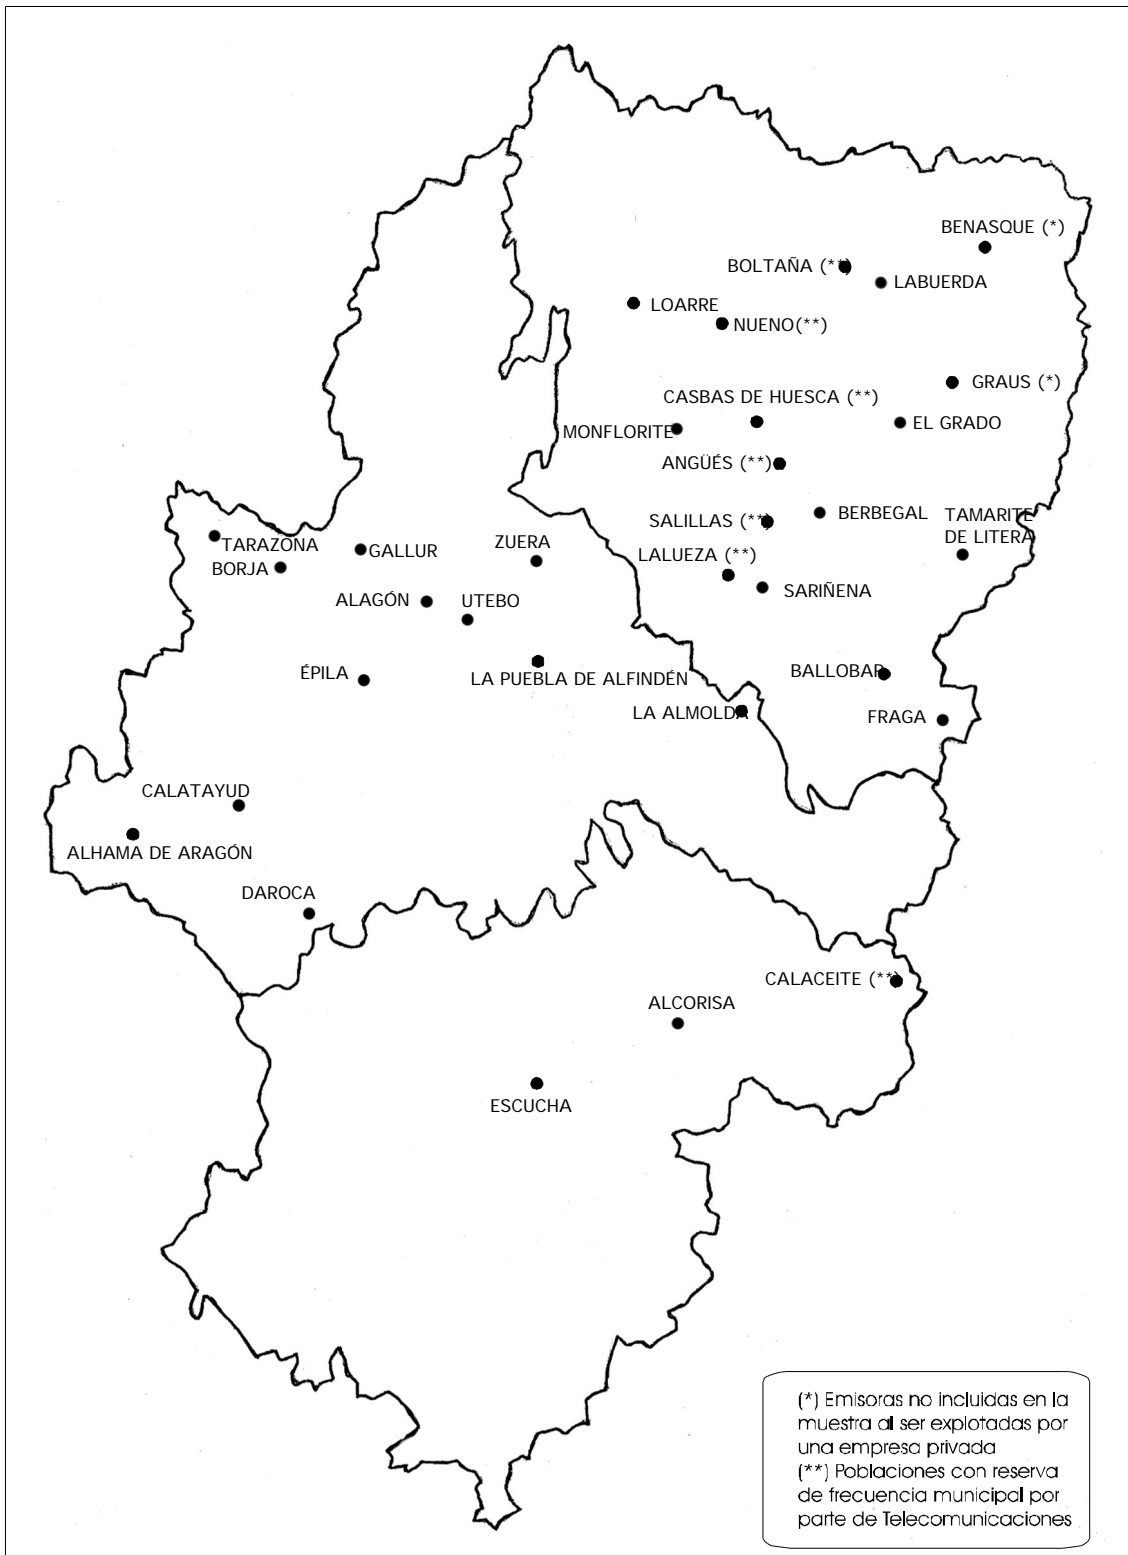 BENASQUE (*)
BOLTAÑA (**)
LABUERDA
LOARRE
NUENO(**)
GRAUS (*)
CASBAS DE HUESCA (**)
EL GRADO
MONFLORITE
ANGÜÉS (**)
BERBEGAL
TAMARITE
DE LITERA
SALILLAS (**)
TARAZONA
GALLUR
ZUERA
LALUEZA (**)
BORJA
SARIÑENA
ALAGÓN
UTEBO
ÉPILA
LA PUEBLA DE ALFINDÉN
BALLOBAR
LA ALMOLDA
FRAGA
CALATAYUD
ALHAMA DE ARAGÓN
DAROCA
CALACEITE (**)
ALCORISA
ESCUCHA
(*) Emisoras no incluidas en la
muestra al ser explotadas por
una empresa privada
(**) Poblaciones con reserva
de frecuencia municipal por
parte de Telecomunicaciones